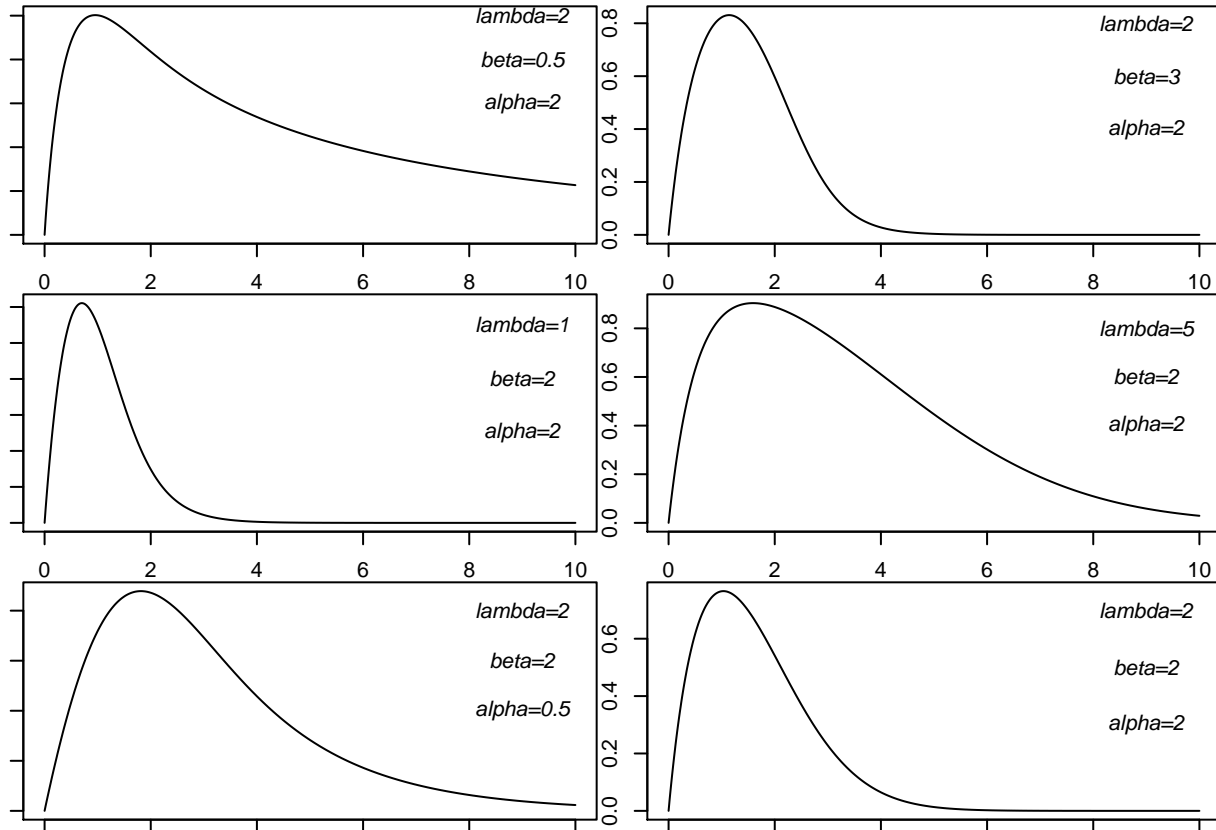 lambda=2
beta=0.5
alpha=2
0.0 0.2 0.4 0.6 0.8
lambda=2
beta=3
alpha=2
0 2 4 6 8 10
0 2 4 6 8 10
lambda=1
beta=2
alpha=2
0.0 0.2 0.4 0.6 0.8
lambda=5
beta=2
alpha=2
0 2 4 6 8 10
0 2 4 6 8 10
lambda=2
beta=2
alpha=0.5
0.0 0.2 0.4 0.6
lambda=2
beta=2
alpha=2